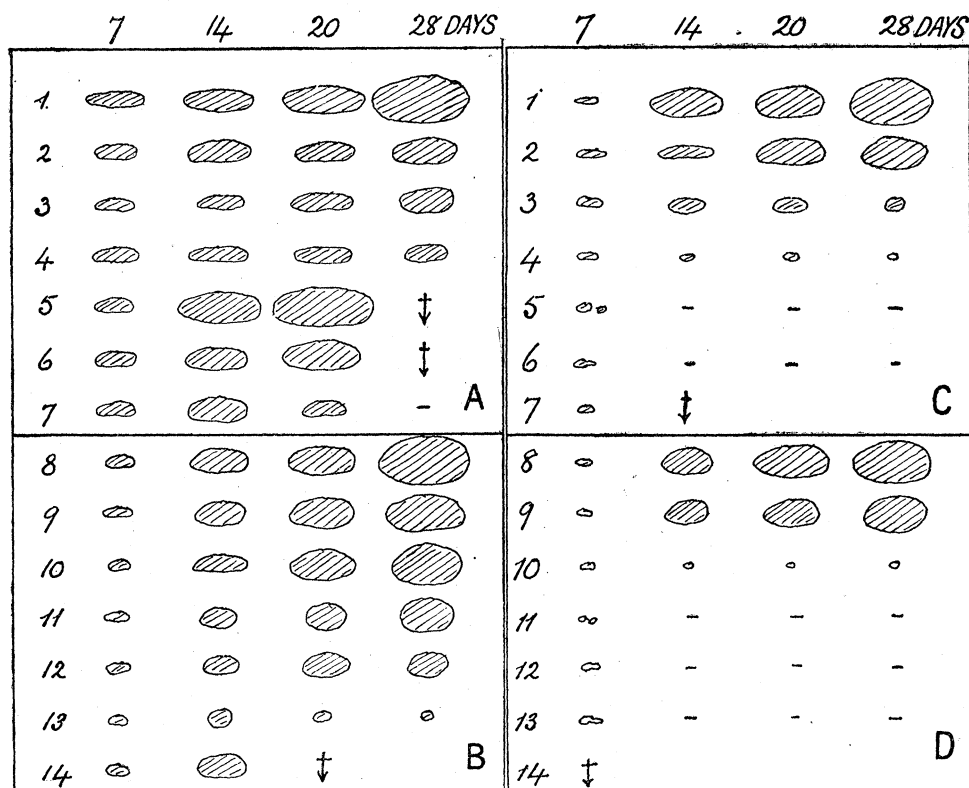 7 14 20 28 DAYS 7 14 20 28 DAYS
1
2
3
4
5
6
7 – A
8
9
10
11
12
13
14 B
1
2
3
4
5 – – –
6 – – –
7 C
8
9
10
11 – – –
12 – – –
13 – – –
14 D